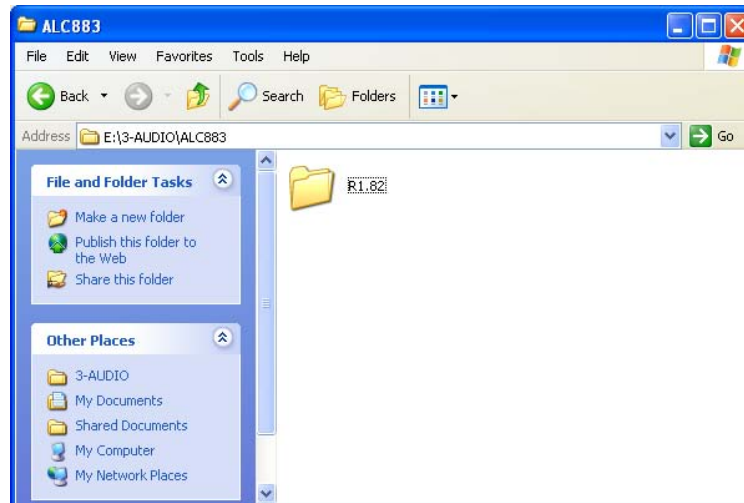 ALC883
File Edit View Favorites Tools Help
Back Search Folders
Address E:\3-AUDIO\ALC883 Go
File and Folder Tasks
Make a new folder
Publish this folder to
the Web
Share this folder
Other Places
3-AUDIO
My Documents
Shared Documents
My Computer
My Network Places
R1.82